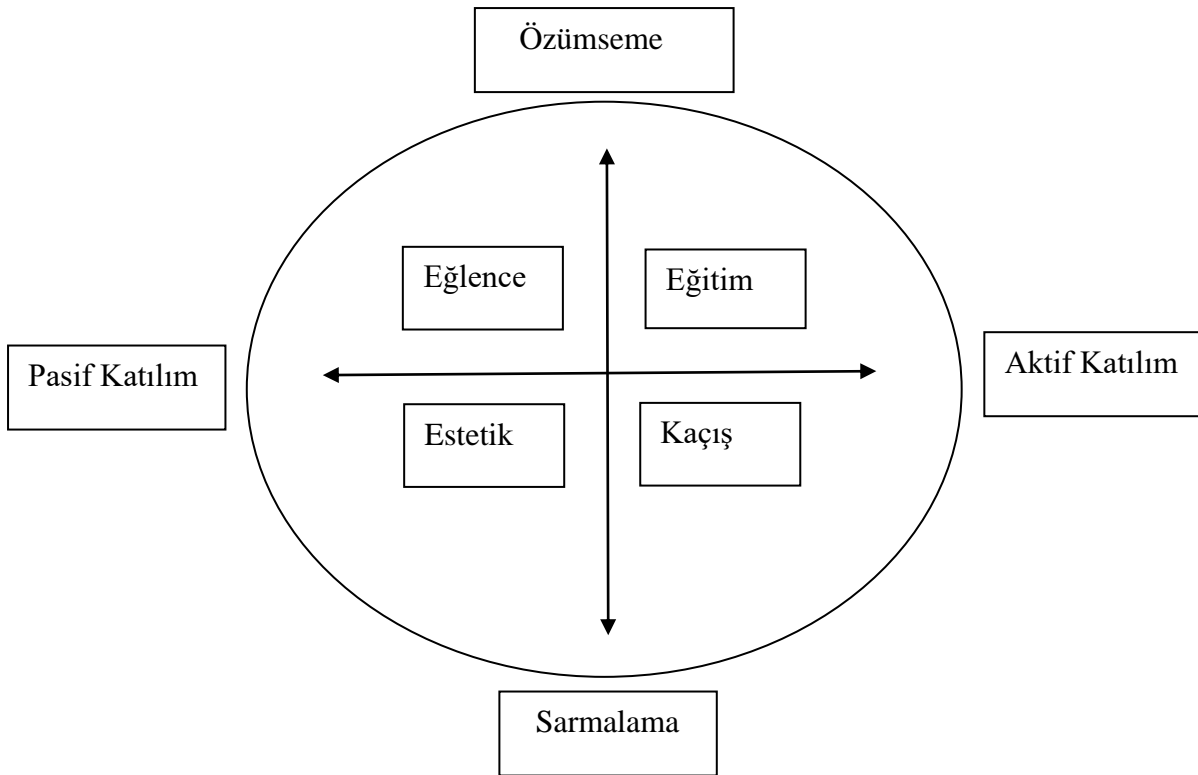 Özümseme
Eğlence
Eğitim
Pasif Katılım
Aktif Katılım
Estetik
Kaçış
Sarmalama